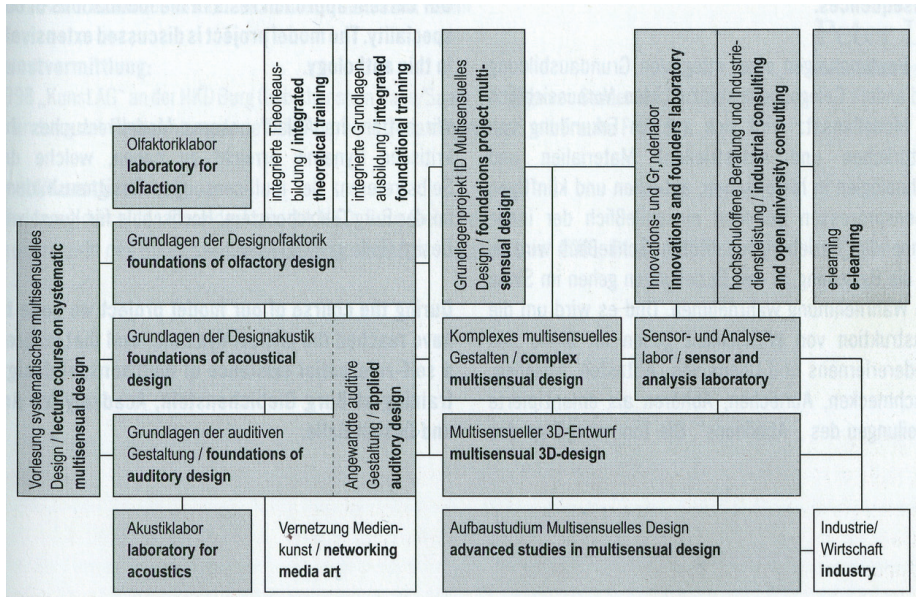 Olfaktoriklabor
laboratory for
olfaction
integrierte Theorieaus-
bildung / integrated
theoretical training
integrierte Grundlagen-
ausbildung / integrated
foundational training
Grundlagenprojekt ID Multisensuelles
Design / foundations project multi-
sensual design
Innovations- und Gr,nderlabor
innovations and founders laboratory
hochschuloffene Beratung und Industrie-
dienstleistung / industrial consulting
and open university consulting
e-learning
e-learning
Vorlesung systematisches multisensuelles
Design / lecture course on systematic
multisensual design
Grundlagen der Designolfaktorik
foundations of olfactory design
Grundlagen der Designakustik
foundations of acoustical
design
Grundlagen der auditiven
Gestaltung / foundations of
auditory design
Angewandte auditive
Gestaltung / applied
auditory design
Komplexes multisensuelles
Gestalten / complex
multisensual design
Sensor- und Analyse-
labor / sensor and
analysis laboratory
Multisensueller 3D-Entwurf
multisensual 3D-design
Akustiklabor
laboratory for
acoustics
Vernetzung Medien-
kunst / networking
media art
Aufbaustudium Multisensuelles Design
advanced studies in multisensual design
Industrie/
Wirtschaft
industry